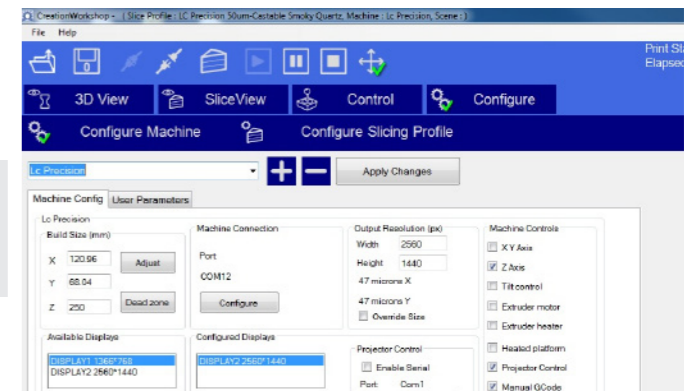 CreationWorkshop - ( Slice Profile : LC Precision 50um-Castable Smoky Quartz, Machine : Lc Precision, Scene : )
File Help
Print Sta
Elapsed
3D View SliceView Control Configure
Configure Machine Configure Slicing Profile
Lc Precision Apply Changes
Machine Config User Parameters
Lc Precision
Build Size (mm) Machine Connection Output Resolution (px) Machine Controls
Width 2560 X Y Axis
X 120.96 Adjust Port Height 1440 Z Axis
Y 68.04 COM12 47 microns X Tilt control
Z 250 Dead zone Configure 47 microns Y Extruder motor
Override Size Extruder heater
Available Displays Configured Displays Projector Control Heated platform
DISPLAY1 1366*768 DISPLAY2 2560*1440 Enable Serial Projector Control
DISPLAY2 2560*1440 Port: Com1 Manual GCode